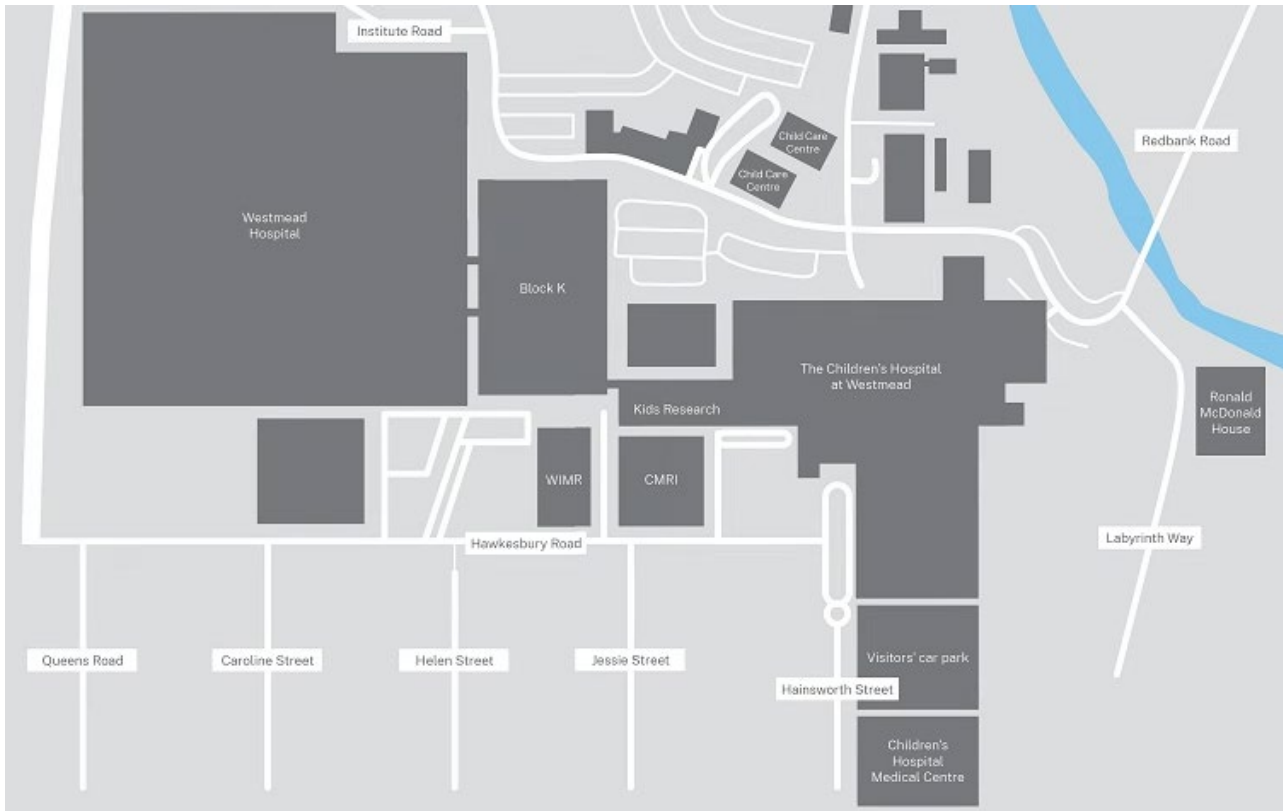 Institute Road
Child Care
Centre
Child Care
Centre
Redbank Road
Westmead
Hospital
Block K
The Children's Hospital
at Westmead
Kids Research
Ronald
McDonald
House
WIMR
CMRI
Hawkesbury Road
Labyrinth Way
Queens Road
Caroline Street
Helen Street
Jessie Street
Visitors' car park
Hainsworth Street
Children's
Hospital
Medical Centre